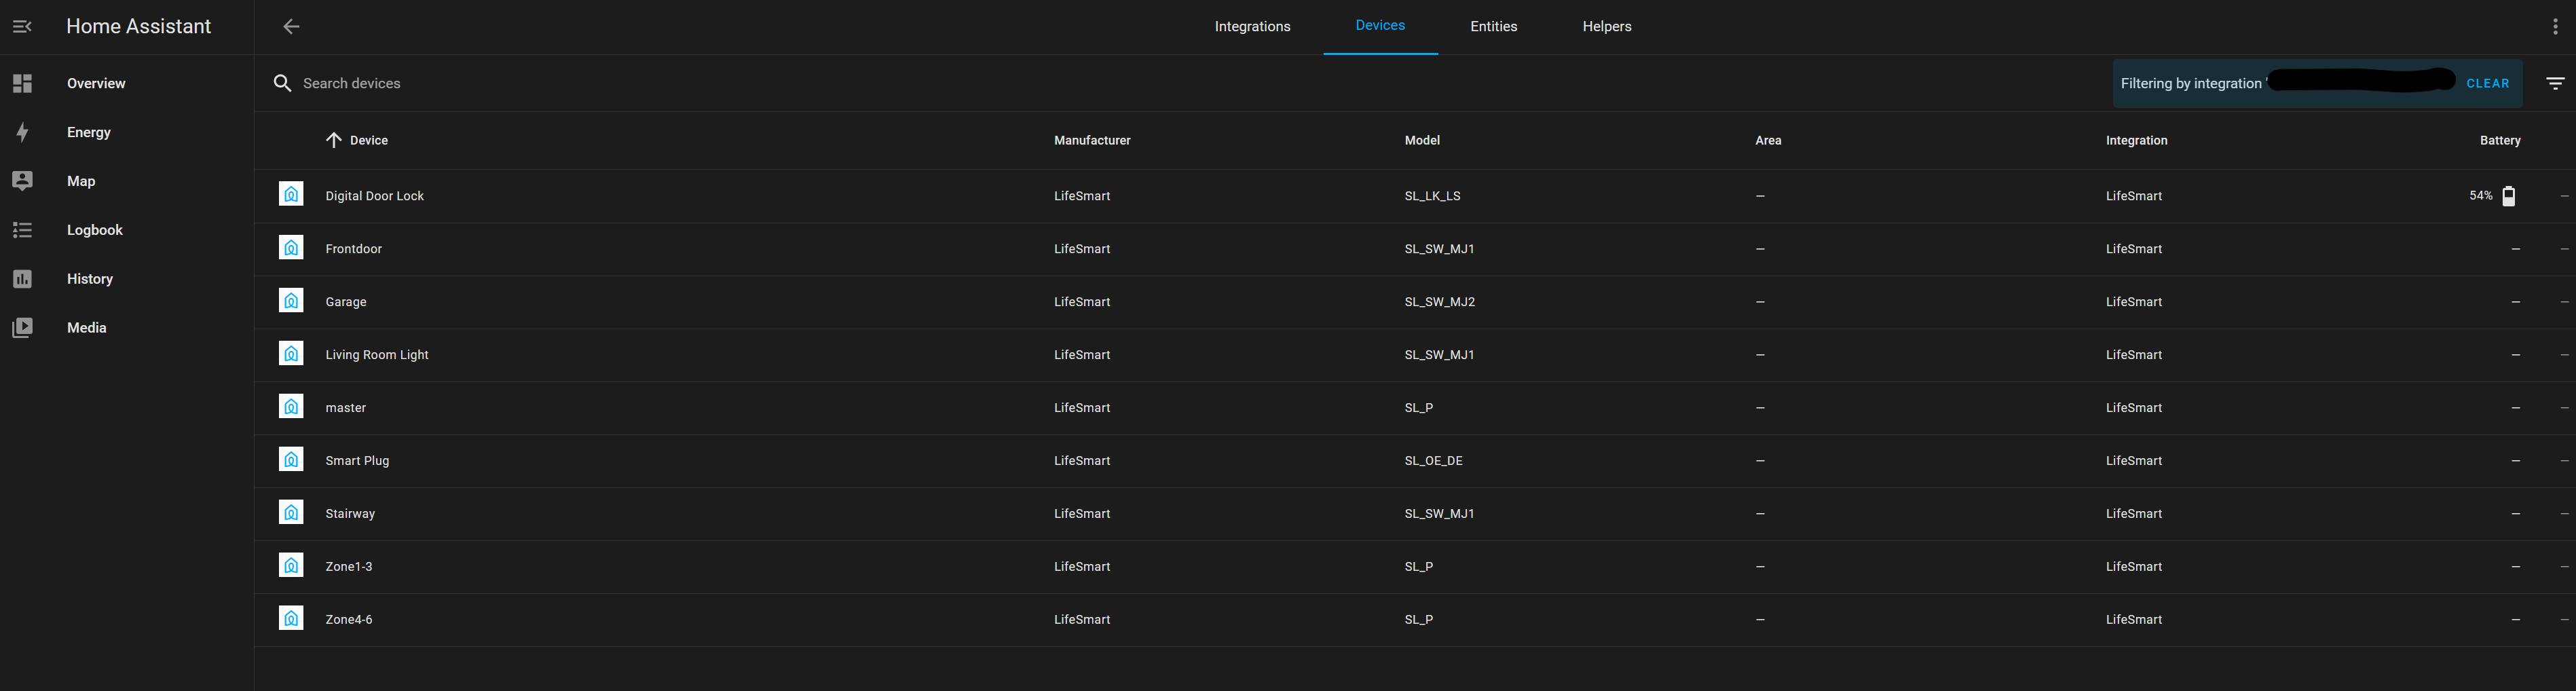 Home Assistant
Integrations Devices Entities Helpers
Overview
Energy
Map
Logbook
History
Media
Search devices
Filtering by integration '
CLEAR
Device Manufacturer Model Area Integration Battery
Digital Door Lock LifeSmart SL_LK_LS — LifeSmart 54% —
Frontdoor LifeSmart SL_SW_MJ1 — LifeSmart — —
Garage LifeSmart SL_SW_MJ2 — LifeSmart — —
Living Room Light LifeSmart SL_SW_MJ1 — LifeSmart — —
master LifeSmart SL_P — LifeSmart — —
Smart Plug LifeSmart SL_OE_DE — LifeSmart — —
Stairway LifeSmart SL_SW_MJ1 — LifeSmart — —
Zone1-3 LifeSmart SL_P — LifeSmart — —
Zone4-6 LifeSmart SL_P — LifeSmart — —